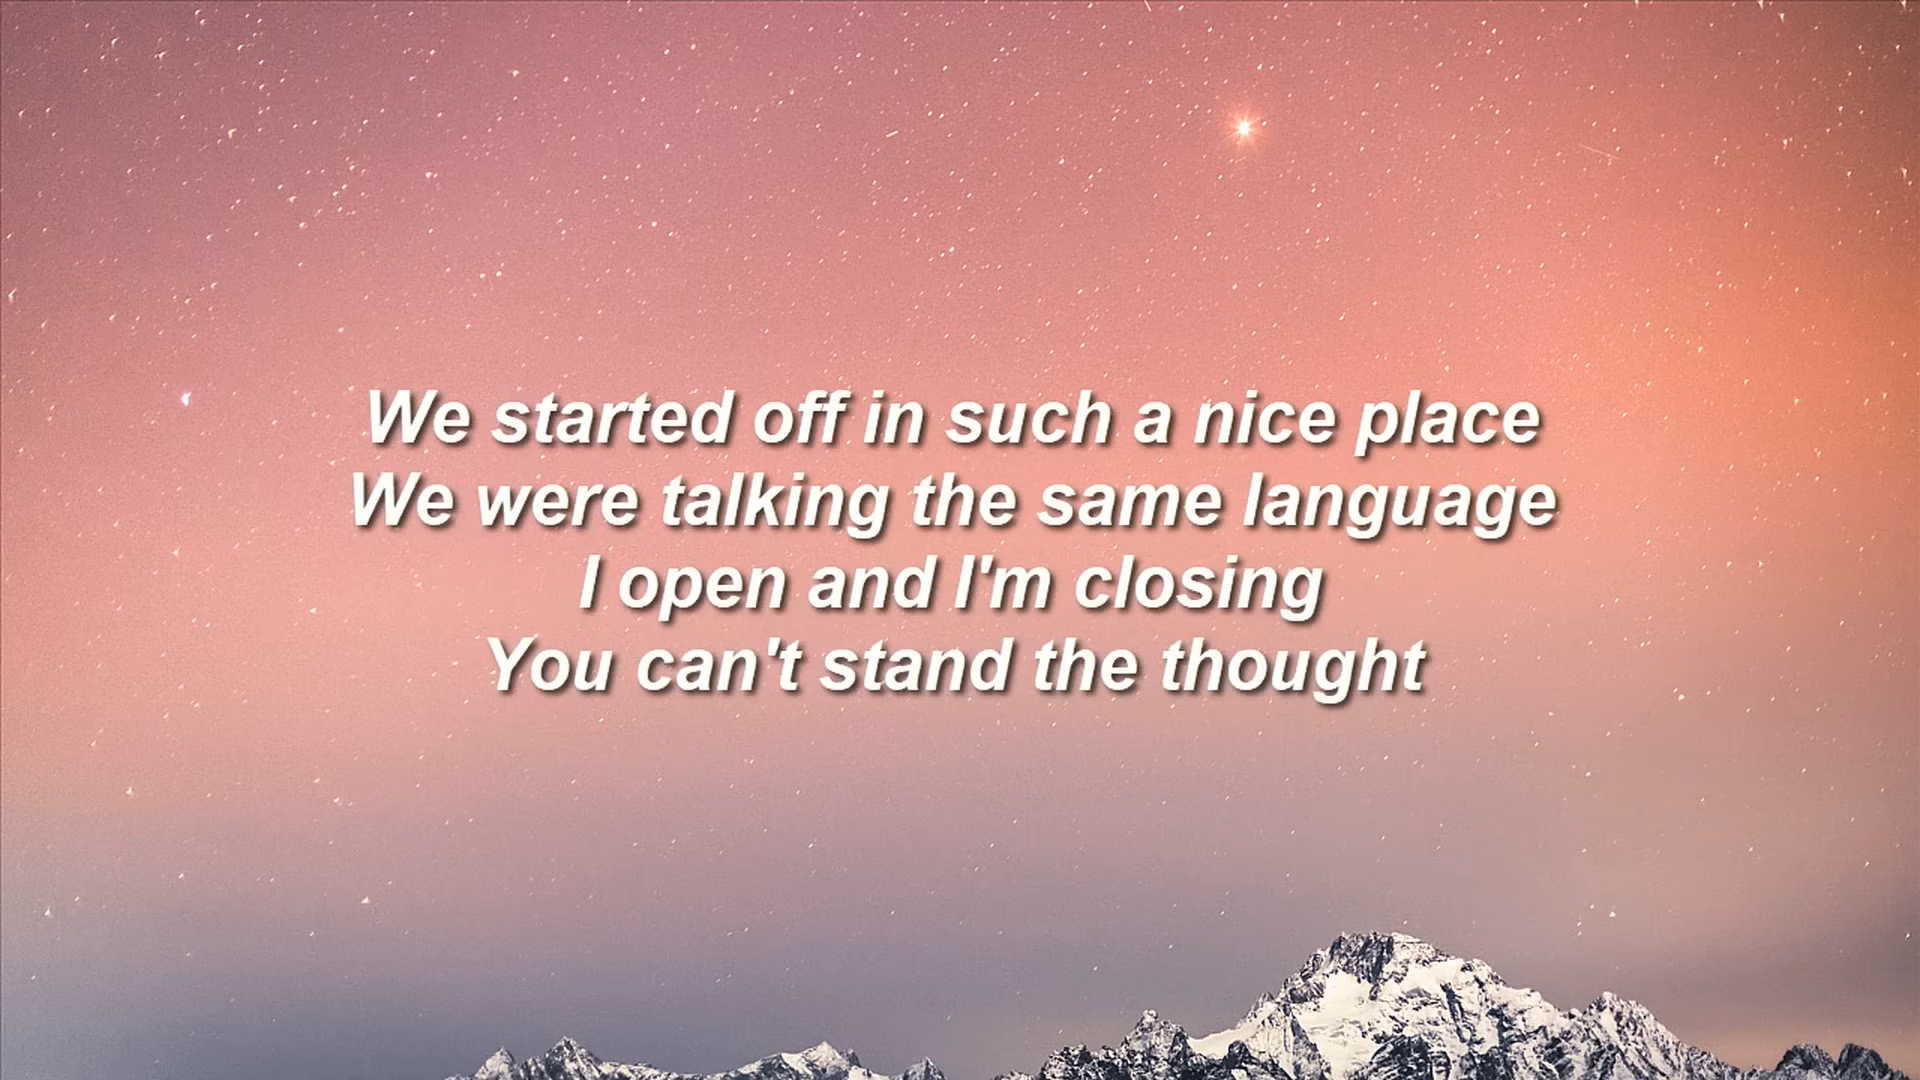 We started off in such a nice place
We were talking the same language
I open and I'm closing
You can't stand the thought